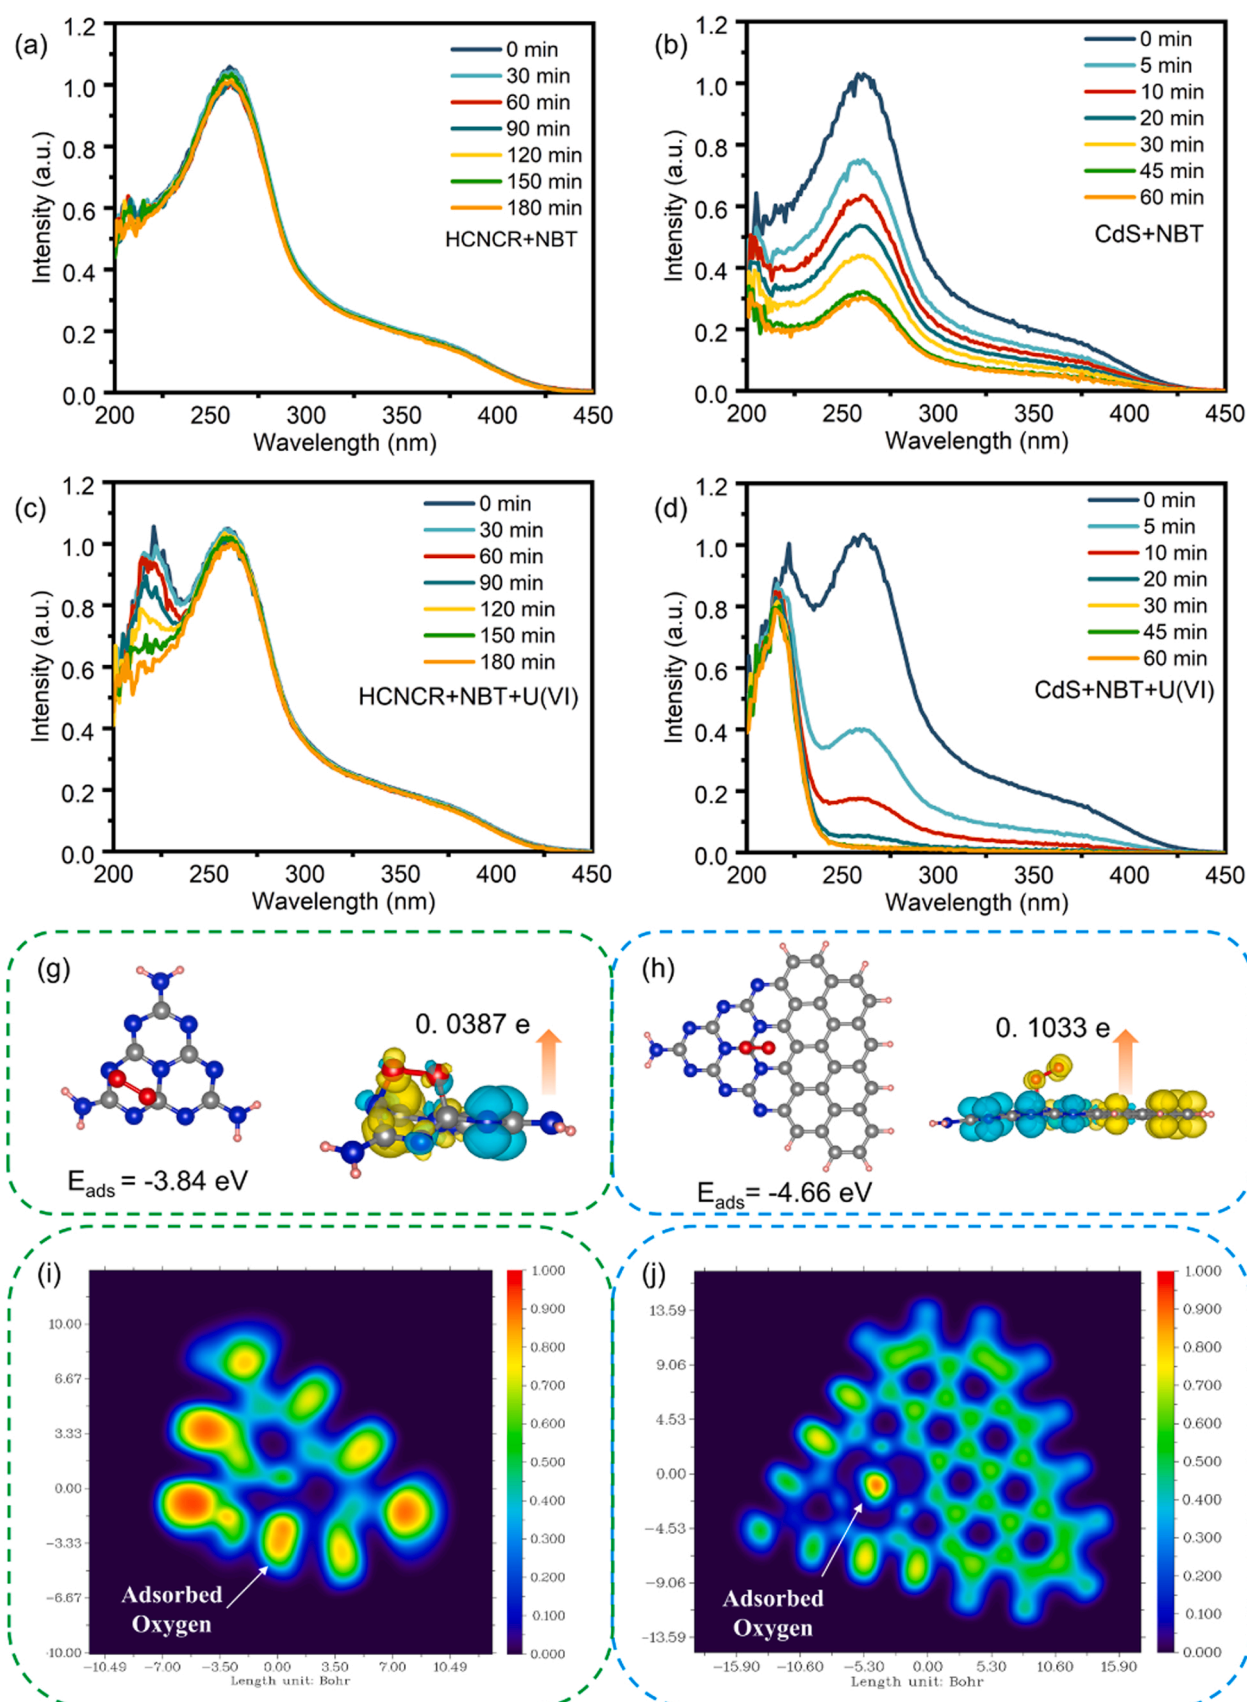 (a)
1.2
1.0
0.8
0.6
0.4
0.2
0.0
Intensity (a.u.)
0 min
30 min
60 min
90 min
120 min
150 min
180 min
HCNCR+NBT
200 250 300 350 400 450
Wavelength (nm)
(b)
1.2
1.0
0.8
0.6
0.4
0.2
0.0
Intensity (a.u.)
0 min
5 min
10 min
20 min
30 min
45 min
60 min
CdS+NBT
200 250 300 350 400 450
Wavelength (nm)
(c)
1.2
1.0
0.8
0.6
0.4
0.2
0.0
Intensity (a.u.)
0 min
30 min
60 min
90 min
120 min
150 min
180 min
HCNCR+NBT+U(VI)
200 250 300 350 400 450
Wavelength (nm)
(d)
1.2
1.0
0.8
0.6
0.4
0.2
0.0
Intensity (a.u.)
0 min
5 min
10 min
20 min
30 min
45 min
60 min
CdS+NBT+U(VI)
200 250 300 350 400 450
Wavelength (nm)
(g)
0. 0387 e
Eads = -3.84 eV
(h)
0. 1033 e
Eads= -4.66 eV
(i)
10.00
6.67
3.33
0.00
−3.33
−6.67
−10.00
Adsorbed
Oxygen
−10.49 −7.00 −3.50 0.00 3.50 7.00 10.49
Length unit: Bohr
1.000
0.900
0.800
0.700
0.600
0.500
0.400
0.300
0.200
0.100
0.000
(j)
13.59
9.06
4.53
0.00
−4.53
−9.06
−13.59
Adsorbed
Oxygen
−15.90 −10.60 −5.30 0.00 5.30 10.60 15.90
Length unit: Bohr
1.000
0.900
0.800
0.700
0.600
0.500
0.400
0.300
0.200
0.100
0.000